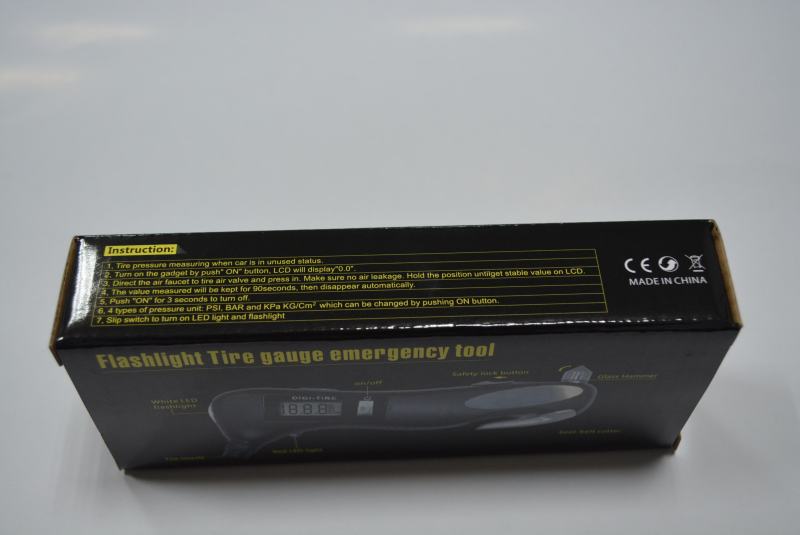 Instruction:
1, Tire pressure measuring when car is in unused status.
2, Turn on the gadget by push" ON" button, LCD will display"0.0".
3, Direct the air faucet to tire air valve and press in. Make sure no air leakage. Hold the position untilget stable value on LCD.
4, The value measured will be kept for 90seconds, then disappear automatically.
5, Push "ON" for 3 seconds to turn off.
6, 4 types of pressure unit: PSI, BAR and KPa KG/Cm² which can be changed by pushing ON button.
7, Slip switch to turn on LED light and flashlight
CE
MADE IN CHINA
Flashlight Tire gauge emergency tool
Safety lock button
Glass Hammer
on/off
White LED
flashlight
DIGI-TIRE
Seat Belt cutter
Red LED light